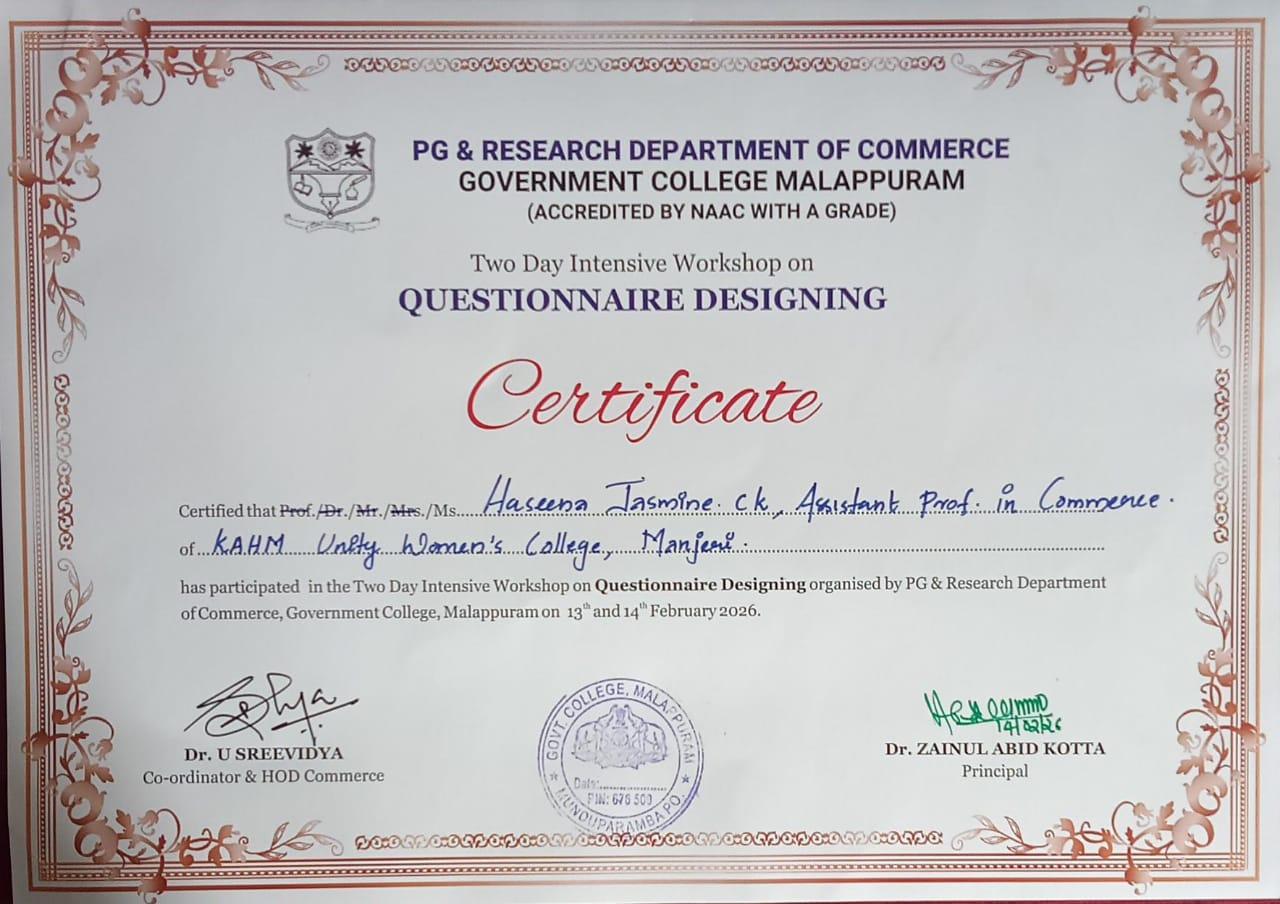 PG & RESEARCH DEPARTMENT OF COMMERCE
GOVERNMENT COLLEGE MALAPPURAM
(ACCREDITED BY NAAC WITH A GRADE)
Two Day Intensive Workshop on
QUESTIONNAIRE DESIGNING
Certificate
Certified that Prof./Dr./Mr./Mrs./Ms. Haseena Jasmine. CK, Assistant Prof. in Commerce.
of KAHM Unity Women's College, Manjeri.
has participated in the Two Day Intensive Workshop on Questionnaire Designing organised by PG & Research Department
of Commerce, Government College, Malappuram on 13th and 14th February 2026.
14/02/26
Dr. U SREEVIDYA
Co-ordinator & HOD Commerce
GOVT. COLLEGE, MALAPPURAM
Date:
PIN: 676 509
MUNDUPARAMBA PO.
Dr. ZAINUL ABID KOTTA
Principal